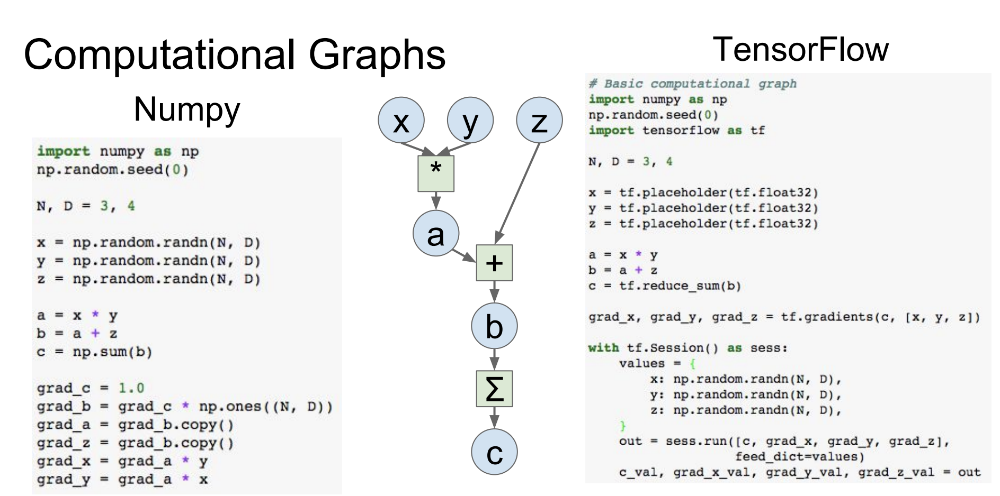 Computational Graphs
Numpy
import numpy as np
np.random.seed(0)
N, D = 3, 4
x = np.random.randn(N, D)
y = np.random.randn(N, D)
z = np.random.randn(N, D)
a = x * y
b = a + z
c = np.sum(b)
grad_c = 1.0
grad_b = grad_c * np.ones((N, D))
grad_a = grad_b.copy()
grad_z = grad_b.copy()
grad_x = grad_a * y
grad_y = grad_a * x
x y z
*
a
+
b
Σ
c
TensorFlow
# Basic computational graph
import numpy as np
np.random.seed(0)
import tensorflow as tf
N, D = 3, 4
x = tf.placeholder(tf.float32)
y = tf.placeholder(tf.float32)
z = tf.placeholder(tf.float32)
a = x * y
b = a + z
c = tf.reduce_sum(b)
grad_x, grad_y, grad_z = tf.gradients(c, [x, y, z])
with tf.Session() as sess:
values = {
x: np.random.randn(N, D),
y: np.random.randn(N, D),
z: np.random.randn(N, D),
}
out = sess.run([c, grad_x, grad_y, grad_z],
feed_dict=values)
c_val, grad_x_val, grad_y_val, grad_z_val = out